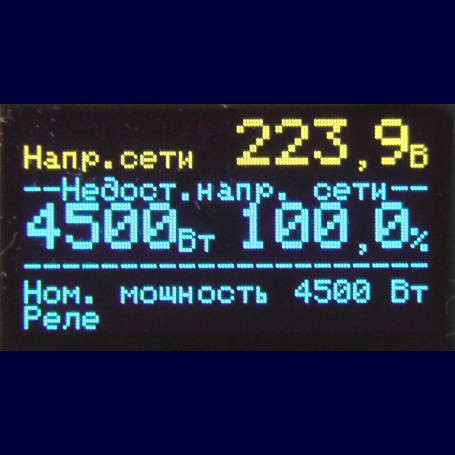 Напр.сети 223,9В
--Недост.напр. сети--
4500Вт 100,0%
Ном. мощность 4500 Вт
Реле